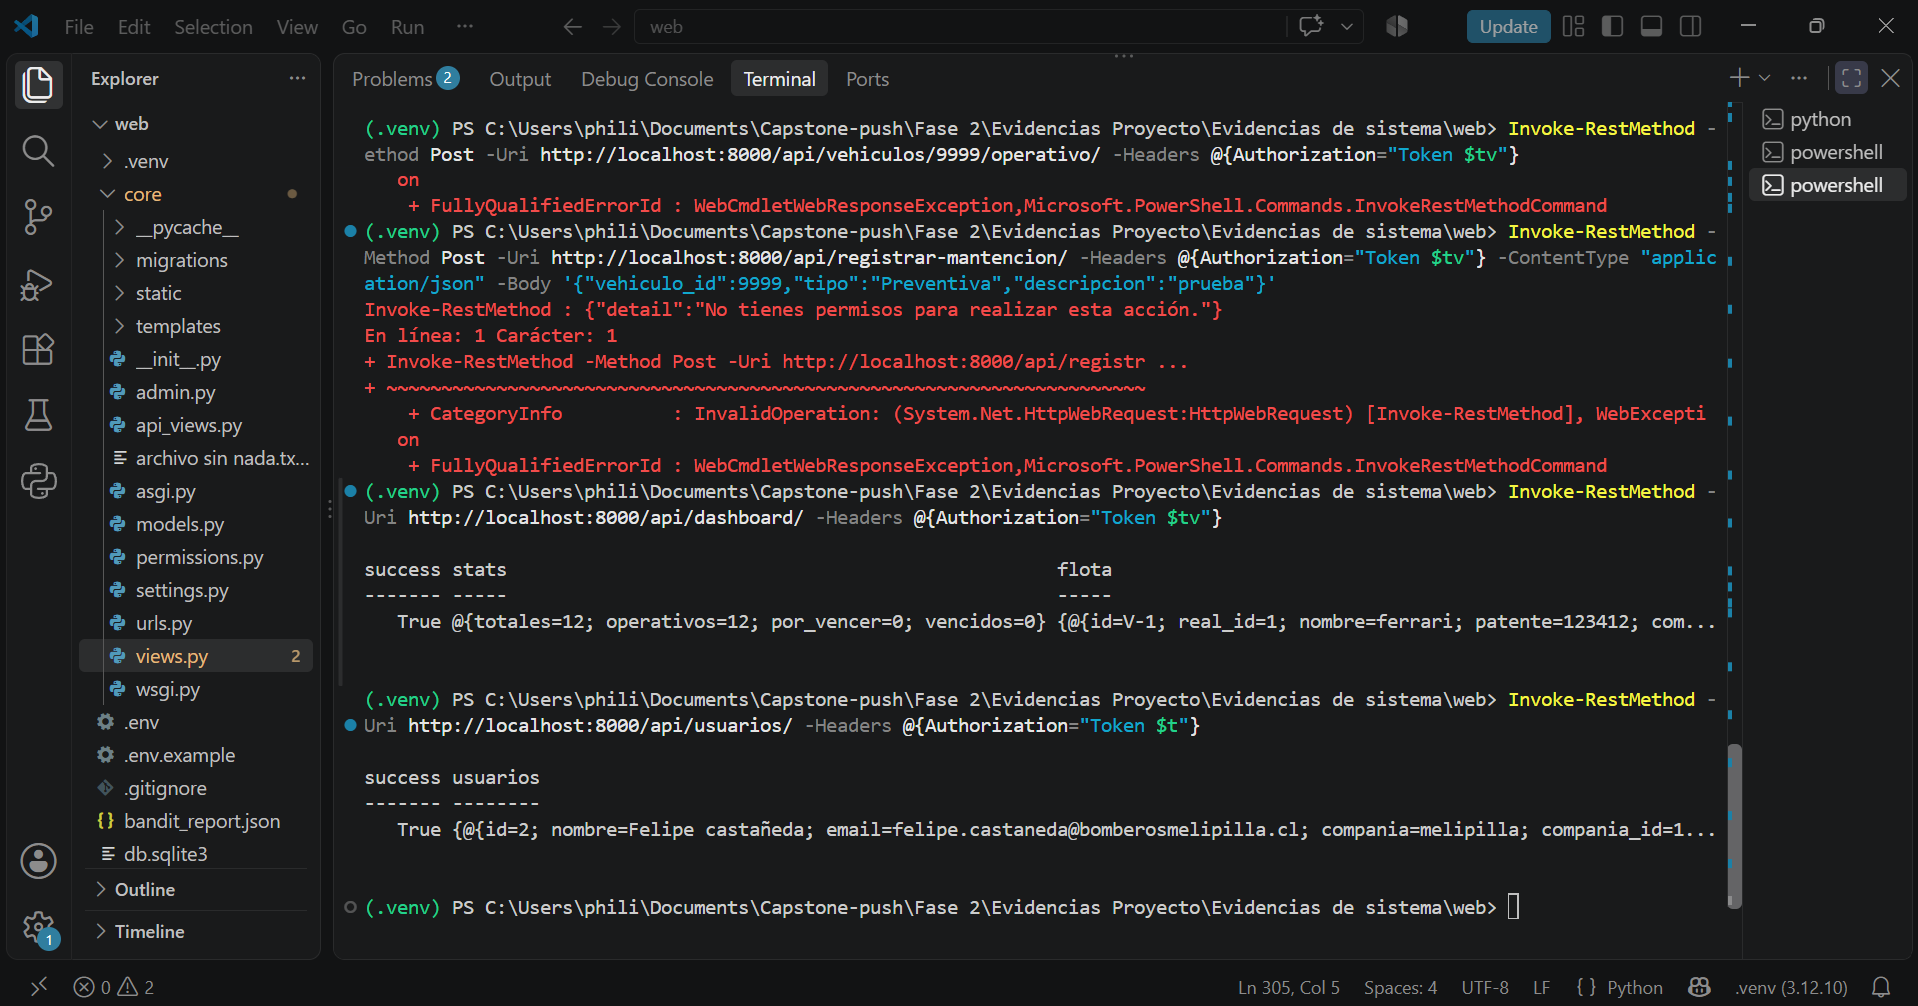 File Edit Selection View Go Run ··· web Update
Explorer ···
web
.venv
core
__pycache__
migrations
static
templates
__init__.py
admin.py
api_views.py
archivo sin nada.tx...
asgi.py
models.py
permissions.py
settings.py
urls.py
views.py 2
wsgi.py
.env
.env.example
.gitignore
bandit_report.json
db.sqlite3
Outline
Timeline
1
Problems 2 Output Debug Console Terminal Ports
(.venv) PS C:\Users\phili\Documents\Capstone-push\Fase 2\Evidencias Proyecto\Evidencias de sistema\web> Invoke-RestMethod -
ethod Post -Uri http://localhost:8000/api/vehiculos/9999/operativo/ -Headers @{Authorization="Token $tv"}
on
+ FullyQualifiedErrorId : WebCmdletWebResponseException,Microsoft.PowerShell.Commands.InvokeRestMethodCommand
(.venv) PS C:\Users\phili\Documents\Capstone-push\Fase 2\Evidencias Proyecto\Evidencias de sistema\web> Invoke-RestMethod -
Method Post -Uri http://localhost:8000/api/registrar-mantencion/ -Headers @{Authorization="Token $tv"} -ContentType "applic
ation/json" -Body '{"vehiculo_id":9999,"tipo":"Preventiva","descripcion":"prueba"}'
Invoke-RestMethod : {"detail":"No tienes permisos para realizar esta acción."}
En línea: 1 Carácter: 1
+ Invoke-RestMethod -Method Post -Uri http://localhost:8000/api/registr ...
+ ~~~~~~~~~~~~~~~~~~~~~~~~~~~~~~~~~~~~~~~~~~~~~~~~~~~~~~~~~~~~~~~~~~~~~
+ CategoryInfo : InvalidOperation: (System.Net.HttpWebRequest:HttpWebRequest) [Invoke-RestMethod], WebExcepti
on
+ FullyQualifiedErrorId : WebCmdletWebResponseException,Microsoft.PowerShell.Commands.InvokeRestMethodCommand
(.venv) PS C:\Users\phili\Documents\Capstone-push\Fase 2\Evidencias Proyecto\Evidencias de sistema\web> Invoke-RestMethod -
Uri http://localhost:8000/api/dashboard/ -Headers @{Authorization="Token $tv"}
success stats flota
------- ----- -----
True @{totales=12; operativos=12; por_vencer=0; vencidos=0} {@{id=V-1; real_id=1; nombre=ferrari; patente=123412; com...
(.venv) PS C:\Users\phili\Documents\Capstone-push\Fase 2\Evidencias Proyecto\Evidencias de sistema\web> Invoke-RestMethod -
Uri http://localhost:8000/api/usuarios/ -Headers @{Authorization="Token $t"}
success usuarios
------- --------
True {@{id=2; nombre=Felipe castañeda; email=felipe.castaneda@bomberosmelipilla.cl; compania=melipilla; compania_id=1...
(.venv) PS C:\Users\phili\Documents\Capstone-push\Fase 2\Evidencias Proyecto\Evidencias de sistema\web>
python
powershell
powershell
0 2 Ln 305, Col 5 Spaces: 4 UTF-8 LF { } Python .venv (3.12.10)